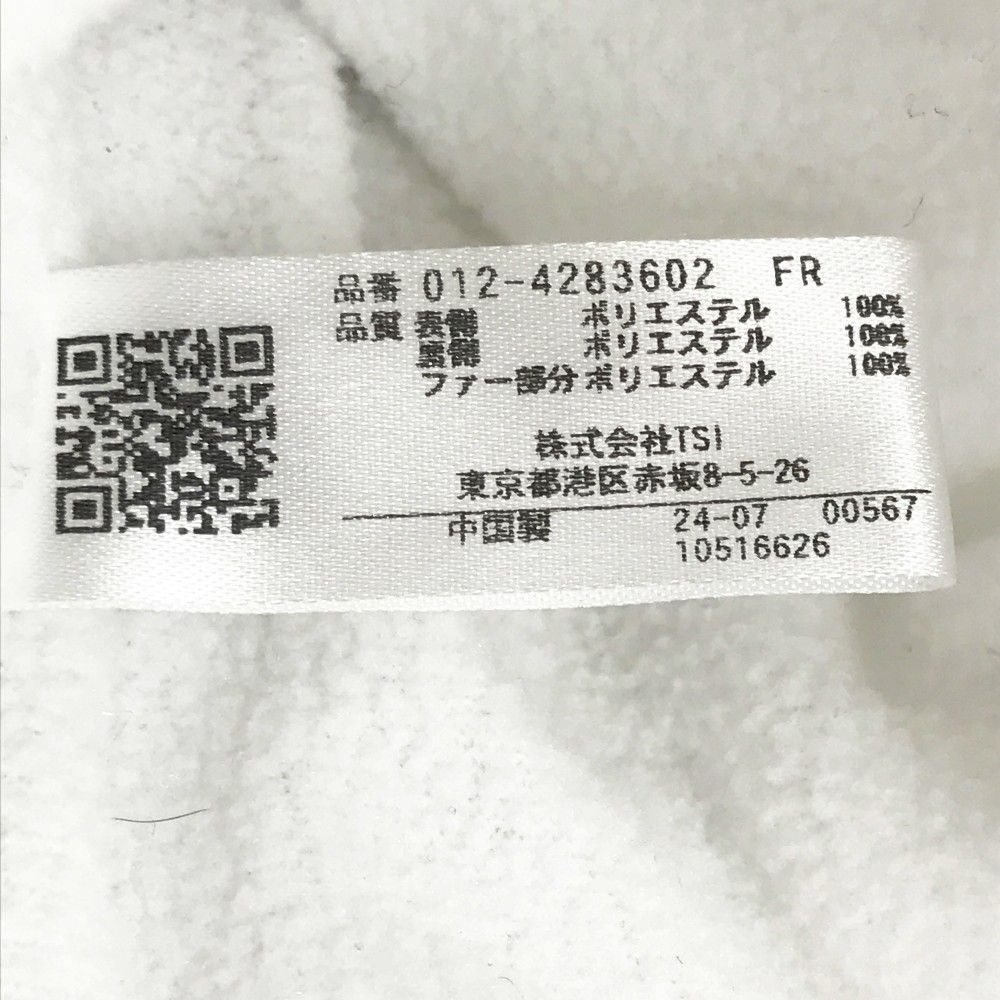 品番 012-4283602 FR
品質 表側 ポリエステル 100%
裏側 ポリエステル 100%
ファー部分 ポリエステル 100%
株式会社TSI
東京都港区赤坂8-5-26
中国製 24-07 00567
10516626